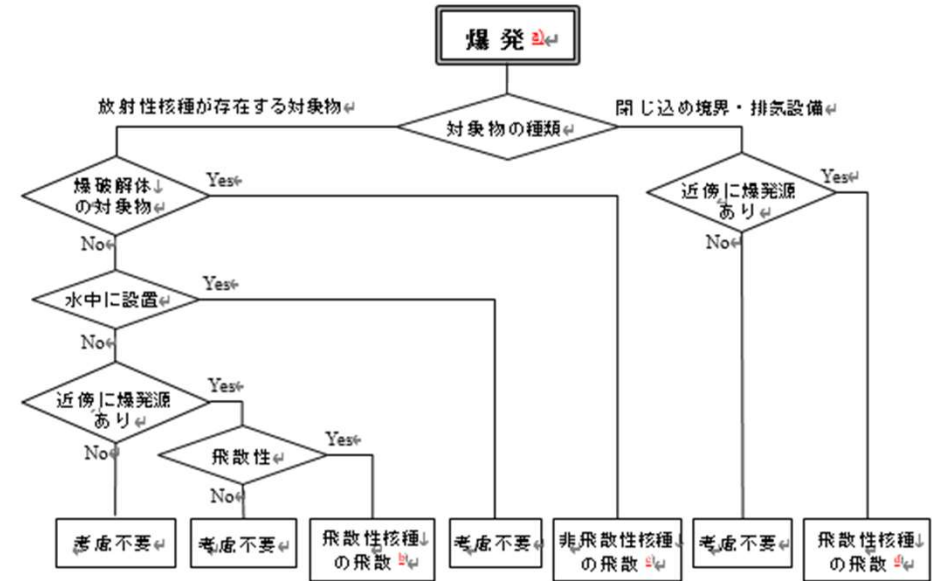 爆発 a)↵
放射性核種が存在する対象物↵
対象物の種類↵
閉じ込め境界・排気設備↵
爆破解体↓
の対象物↵
Yes↵
近傍に爆発源
あり↵
Yes↵
No↵
No↵
水中に設置↵
Yes↵
No↵
近傍に爆発源
あり↵
Yes↵
No↵
飛散性↵
Yes↵
No↵
考慮不要↵
考慮不要↵
飛散性核種↓
の飛散 b)↵
考慮不要↵
非飛散性核種↓
の飛散 c)↵
考慮不要↵
飛散性核種↓
の飛散 d)↵